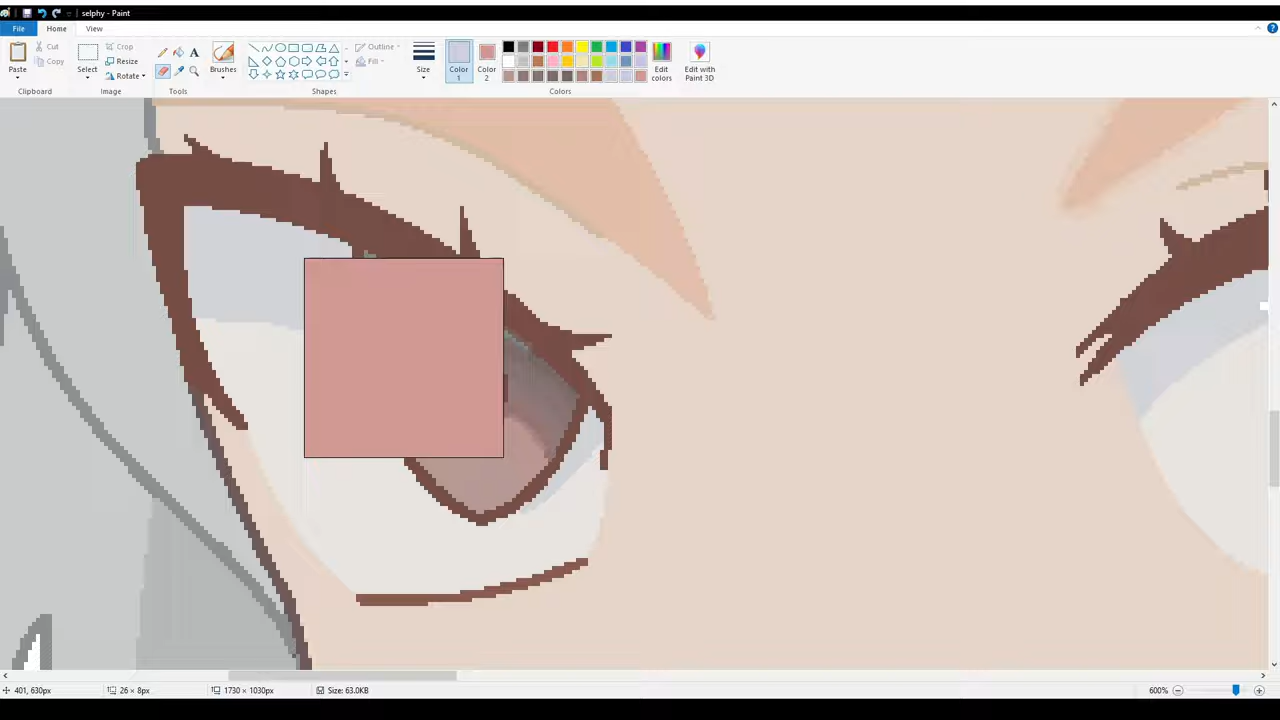 selphy - Paint
File Home View
Paste
Cut
Copy
Select
Crop
Resize
Rotate
A
Brushes
Outline
Fill
Size
Color 1
Color 2
Edit colors
Edit with Paint 3D
Clipboard Image Tools Shapes Colors
401, 630px 26 × 8px 1730 × 1030px Size: 63.0KB 600%